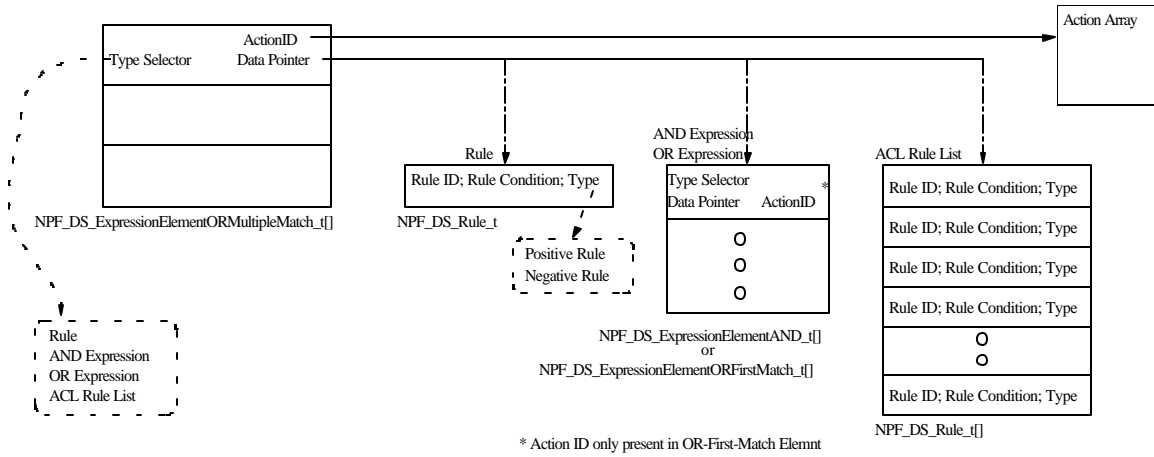 Action Array
ActionID
Type Selector Data Pointer
NPF_DS_ExpressionElementORMultipleMatch_t[]
Rule
Rule ID; Rule Condition; Type
NPF_DS_Rule_t
Positive Rule
Negative Rule
AND Expression
OR Expression
Type Selector
*
Data Pointer ActionID
NPF_DS_ExpressionElementAND_t[]
or
NPF_DS_ExpressionElementORFirstMatch_t[]
ACL Rule List
Rule ID; Rule Condition; Type
Rule ID; Rule Condition; Type
Rule ID; Rule Condition; Type
Rule ID; Rule Condition; Type
Rule ID; Rule Condition; Type
NPF_DS_Rule_t[]
Rule
AND Expression
OR Expression
ACL Rule List
* Action ID only present in OR-First-Match Elemnt